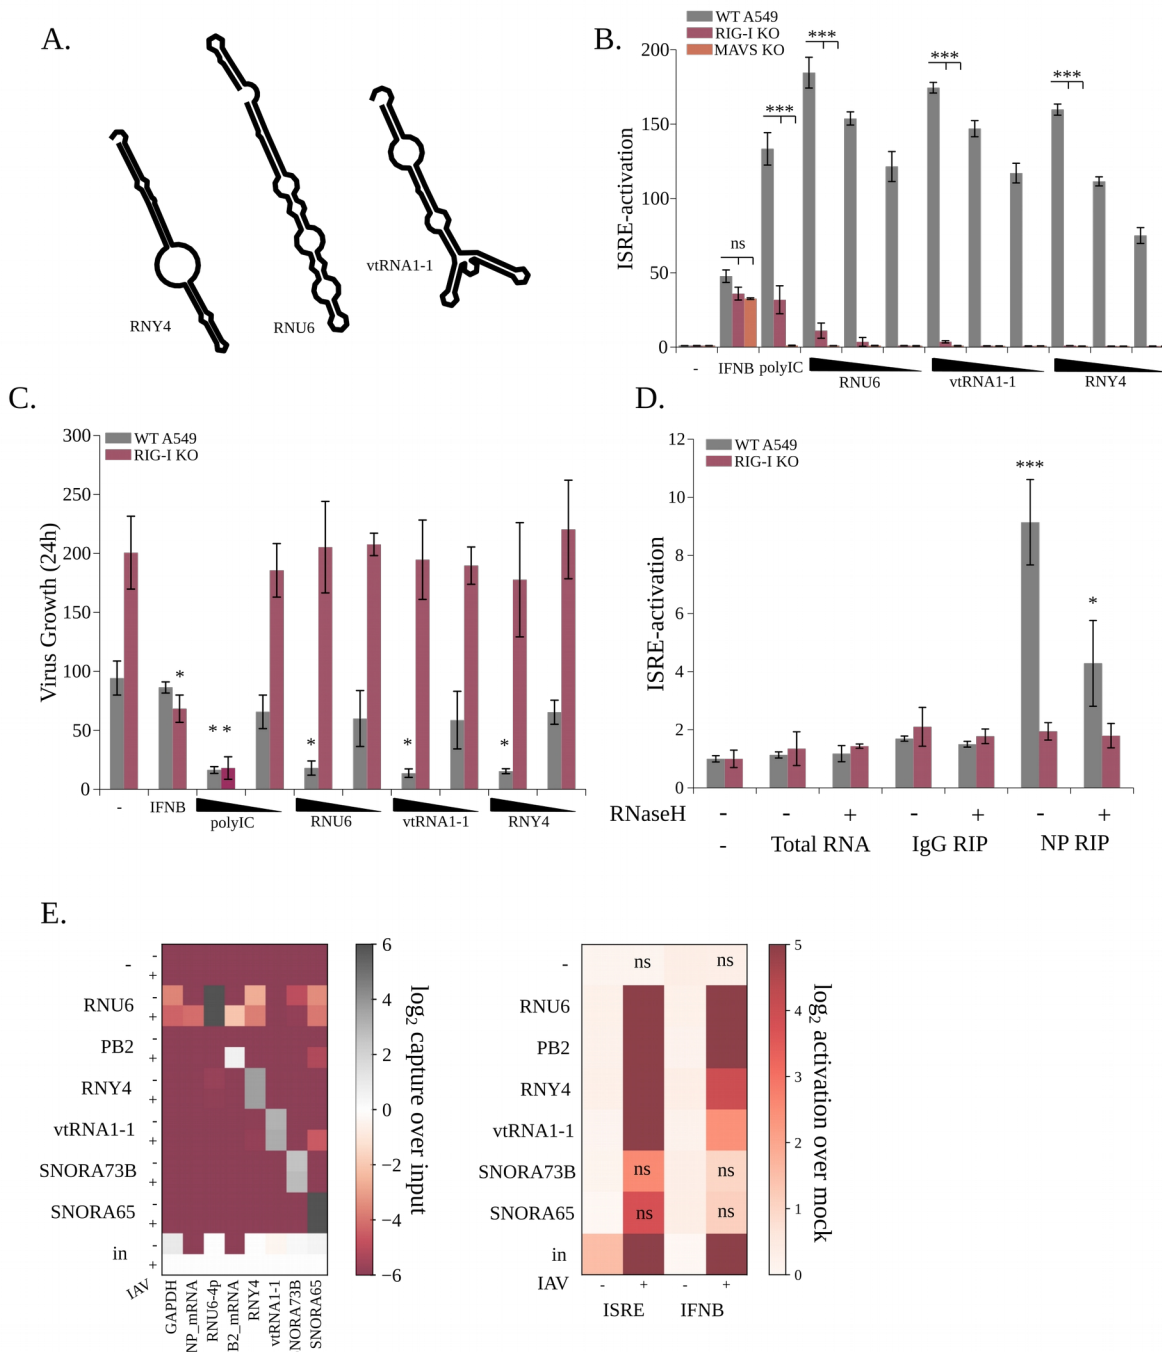 A.
RNY4
RNU6
vtRNA1-1
B.
WT A549
RIG-I KO
MAVS KO
ISRE-activation
200
150
100
50
0
ns
***
***
***
***
-
IFNB
polyIC
RNU6
vtRNA1-1
RNY4
C.
WT A549
RIG-I KO
Virus Growth (24h)
300
250
200
150
100
50
0
*
* *
*
*
*
-
IFNB
polyIC
RNU6
vtRNA1-1
RNY4
D.
WT A549
RIG-I KO
ISRE-activation
12
10
8
6
4
2
0
***
*
RNaseH - - + - + - +
- Total RNA IgG RIP NP RIP
E.
- - +
RNU6 - +
PB2 - +
RNY4 - +
vtRNA1-1 - +
SNORA73B - +
SNORA65 - +
in - +
IAV
GAPDH
NP_mRNA
RNU6-4p
B2_mRNA
RNY4
vtRNA1-1
NORA73B
SNORA65
6
4
2
0
−2
−4
−6
log2 capture over input
- ns ns
RNU6
PB2
RNY4
vtRNA1-1
SNORA73B ns ns
SNORA65 ns ns
in
IAV - + - +
ISRE IFNB
5
4
3
2
1
0
log2 activation over mock